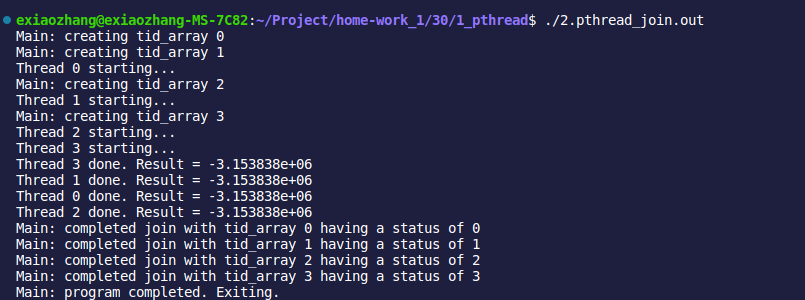 exiaozhang@exiaozhang-MS-7C82:~/Project/home-work_1/30/1_pthread$ ./2.pthread_join.out
Main: creating tid_array 0
Main: creating tid_array 1
Thread 0 starting...
Main: creating tid_array 2
Thread 1 starting...
Main: creating tid_array 3
Thread 2 starting...
Thread 3 starting...
Thread 3 done. Result = -3.153838e+06
Thread 1 done. Result = -3.153838e+06
Thread 0 done. Result = -3.153838e+06
Thread 2 done. Result = -3.153838e+06
Main: completed join with tid_array 0 having a status of 0
Main: completed join with tid_array 1 having a status of 1
Main: completed join with tid_array 2 having a status of 2
Main: completed join with tid_array 3 having a status of 3
Main: program completed. Exiting.